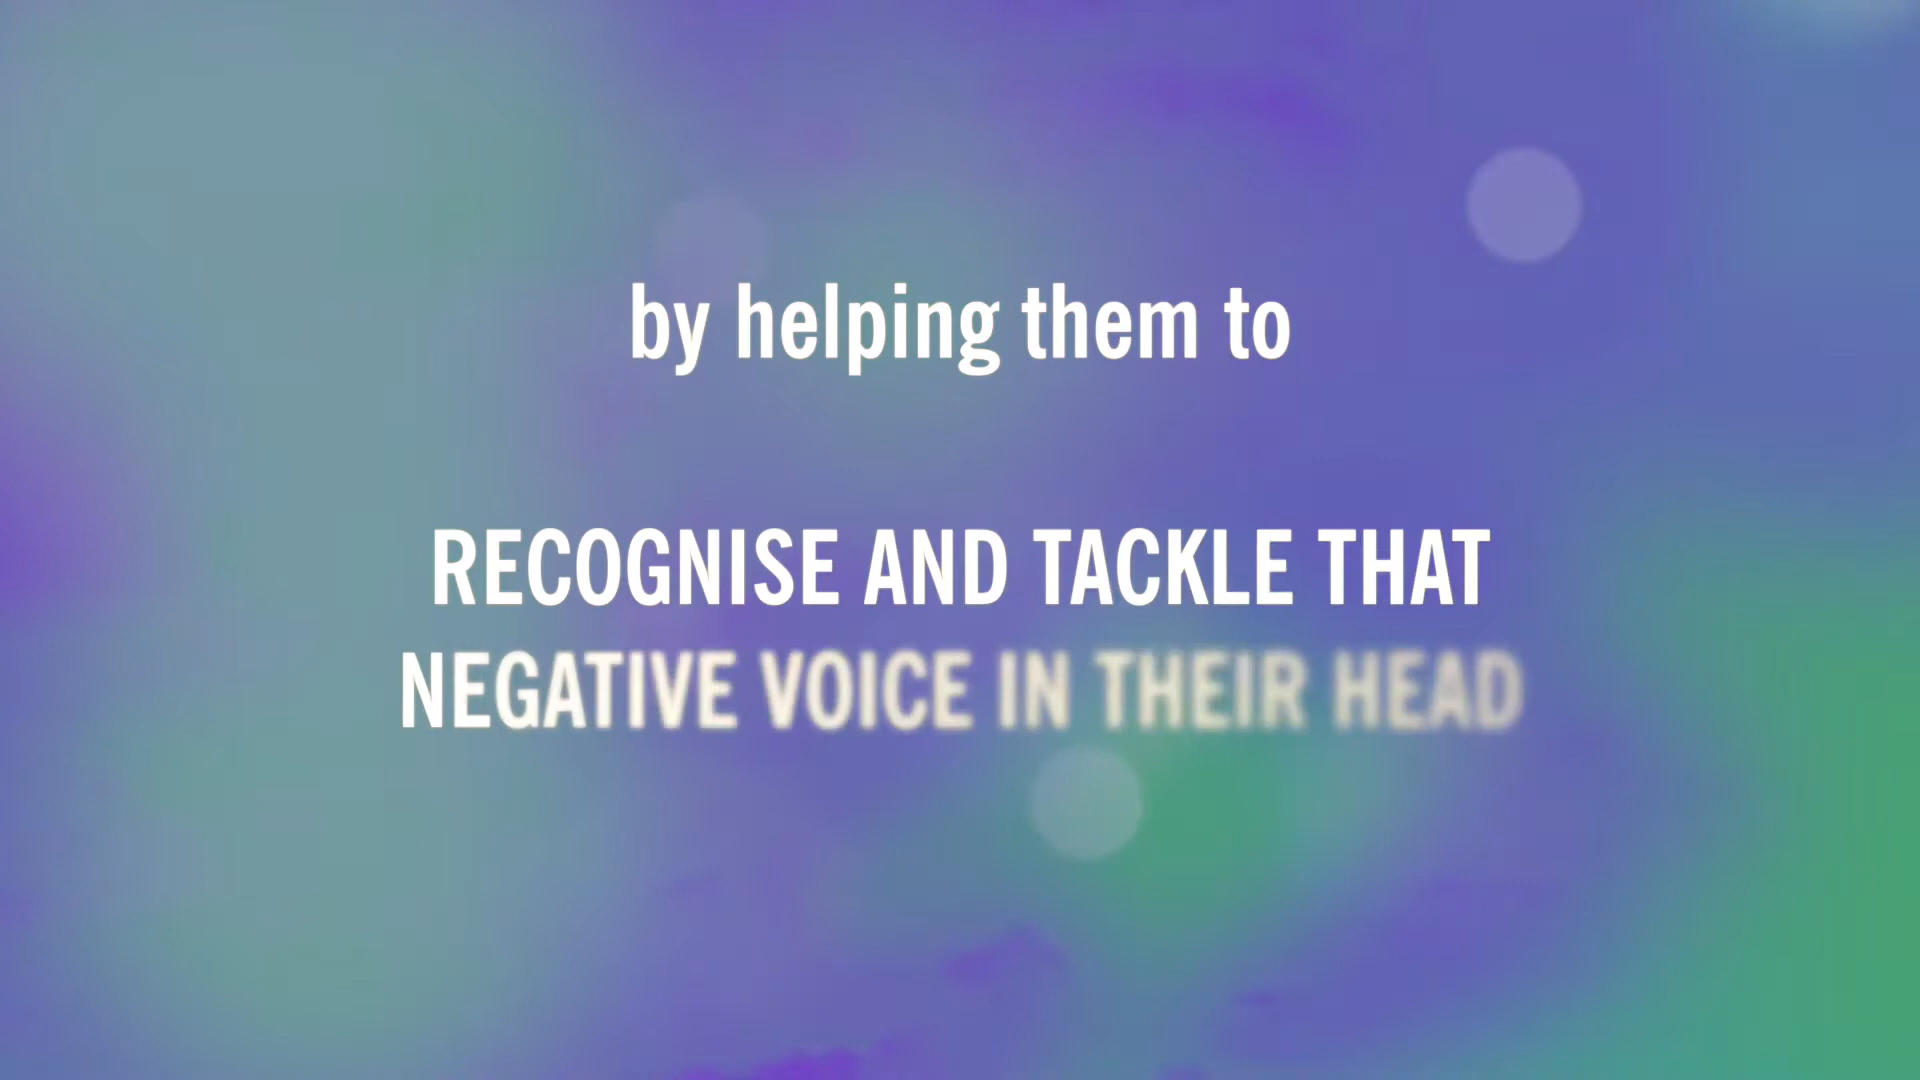 by helping them to
RECOGNISE AND TACKLE THAT
NEGATIVE VOICE IN THEIR HEAD